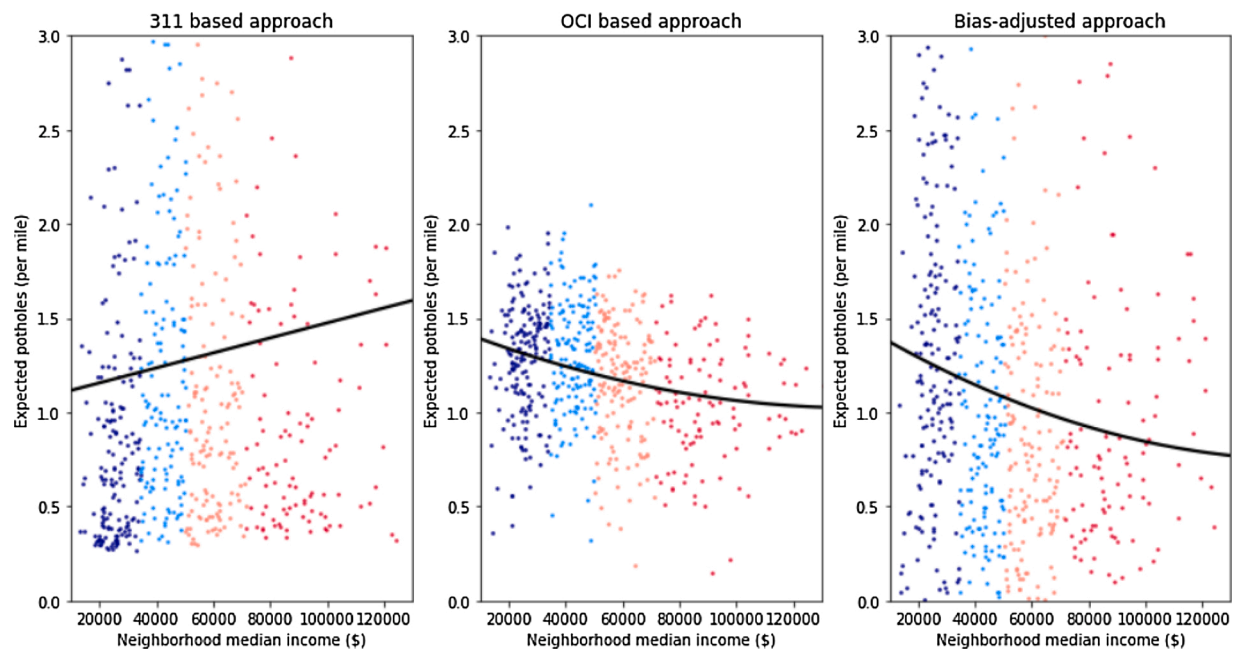 311 based approach
OCI based approach
Bias-adjusted approach
Expected potholes (per mile)
3.0
2.5
2.0
1.5
1.0
0.5
0.0
20000 40000 60000 80000 100000 120000
Neighborhood median income ($)
Expected potholes (per mile)
3.0
2.5
2.0
1.5
1.0
0.5
0.0
20000 40000 60000 80000 100000 120000
Neighborhood median income ($)
Expected potholes (per mile)
3.0
2.5
2.0
1.5
1.0
0.5
0.0
20000 40000 60000 80000 100000 120000
Neighborhood median income ($)